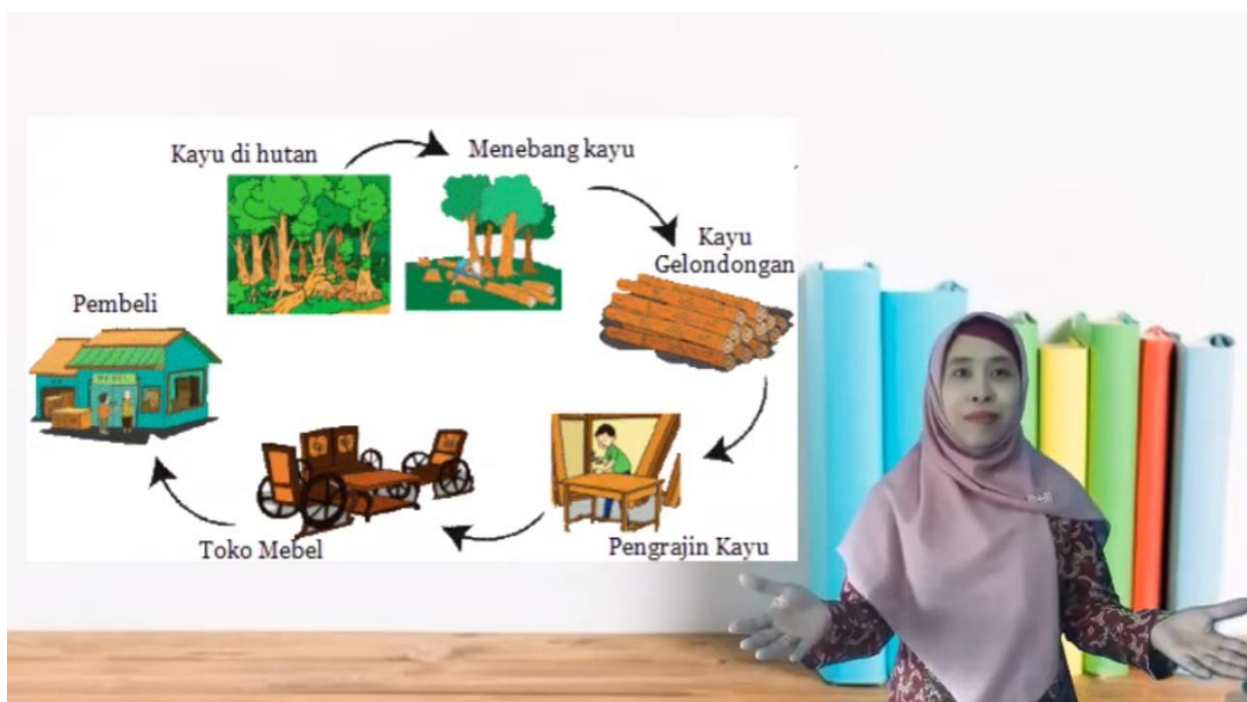 Kayu di hutan
Menebang kayu
Kayu
Gelondongan
Pengrajin Kayu
Toko Mebel
Pembeli